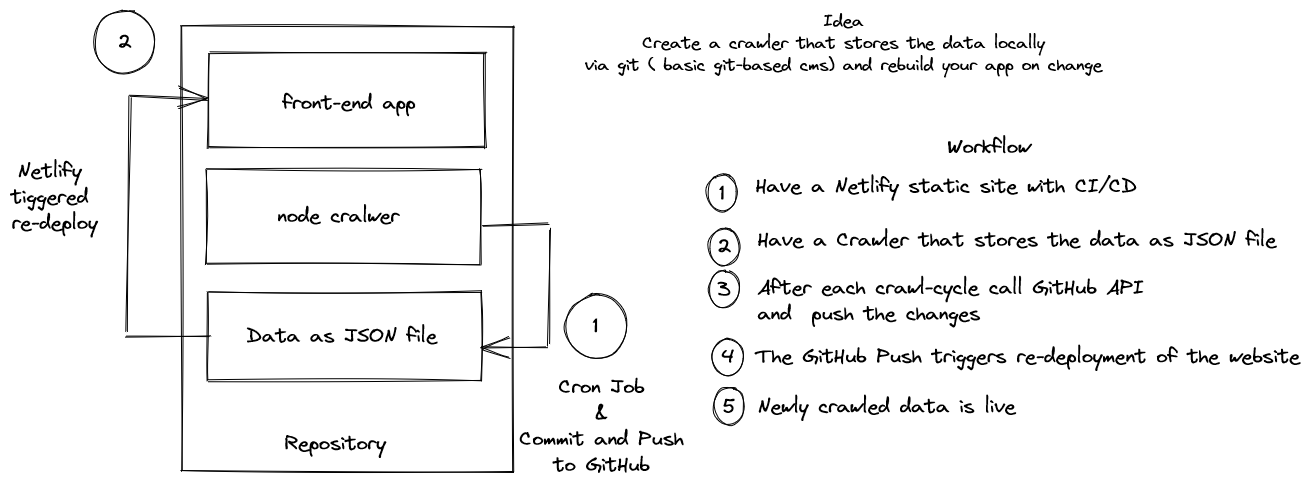 2
front-end app
Netlify
tiggered
re-deploy
node cralwer
Data as JSON file
1
Cron Job
&
Commit and Push
to GitHub
Repository
Idea
Create a crawler that stores the data locally
via git ( basic git-based cms) and rebuild your app on change
Workflow
1 Have a Netlify static site with CI/CD
2 Have a Crawler that stores the data as JSON file
3 After each crawl-cycle call GitHub API
and push the changes
4 The GitHub Push triggers re-deployment of the website
5 Newly crawled data is live